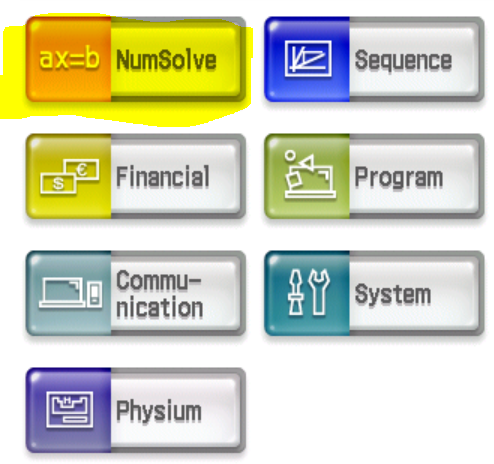 ax=b NumSolve
Sequence
$ € Financial
Program
Commu-
nication
System
Physium